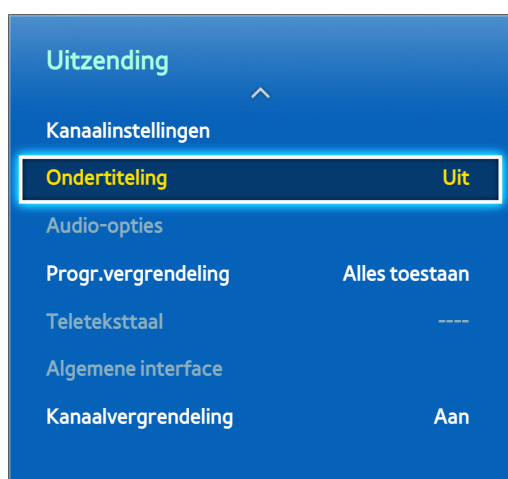 Uitzending
Kanaalinstellingen
Ondertiteling Uit
Audio-opties
Progr.vergrendeling Alles toestaan
Teleteksttaal ----
Algemene interface
Kanaalvergrendeling Aan